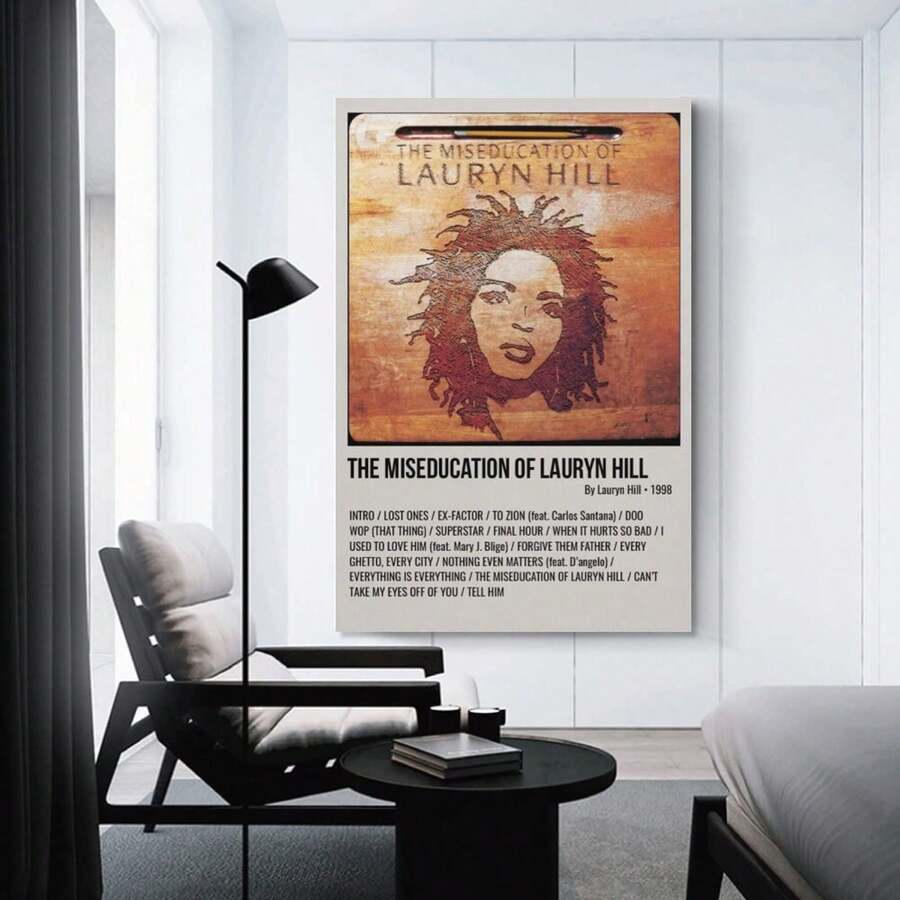 THE MISEDUCATION OF
LAURYN HILL
THE MISEDUCATION OF LAURYN HILL
By Lauryn Hill • 1998
INTRO / LOST ONES / EX-FACTOR / TO ZION (feat. Carlos Santana) / DOO
WOP (THAT THING) / SUPERSTAR / FINAL HOUR / WHEN IT HURTS SO BAD / I
USED TO LOVE HIM (feat. Mary J. Blige) / FORGIVE THEM FATHER / EVERY
GHETTO, EVERY CITY / NOTHING EVEN MATTERS (feat. D'angelo) /
EVERYTHING IS EVERYTHING / THE MISEDUCATION OF LAURYN HILL / CAN'T
TAKE MY EYES OFF OF YOU / TELL HIM